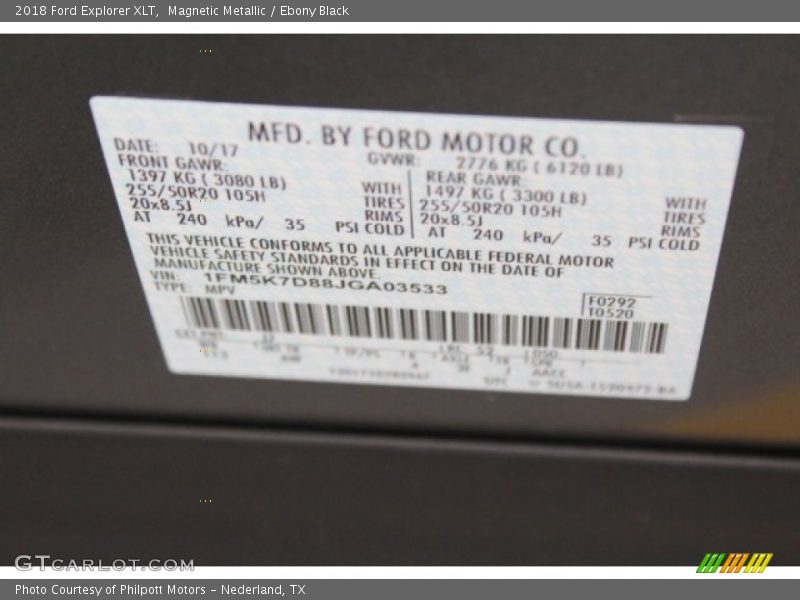 2018 Ford Explorer XLT, Magnetic Metallic / Ebony Black
MFD. BY FORD MOTOR CO.
DATE: 10/17 GVWR: 2776 KG ( 6120 LB)
FRONT GAWR: REAR GAWR:
1397 KG ( 3080 LB) WITH 1497 KG ( 3300 LB) WITH
255/50R20 105H TIRES 255/50R20 105H TIRES
20x8.5J RIMS 20x8.5J RIMS
AT 240 kPa/ 35 PSI COLD AT 240 kPa/ 35 PSI COLD
THIS VEHICLE CONFORMS TO ALL APPLICABLE FEDERAL MOTOR
VEHICLE SAFETY STANDARDS IN EFFECT ON THE DATE OF
MANUFACTURE SHOWN ABOVE.
VIN: 1FM5K7D88JGA03533
TYPE: MPV
F0292
T0520
GTCARLOT.COM
Photo Courtesy of Philpott Motors - Nederland, TX